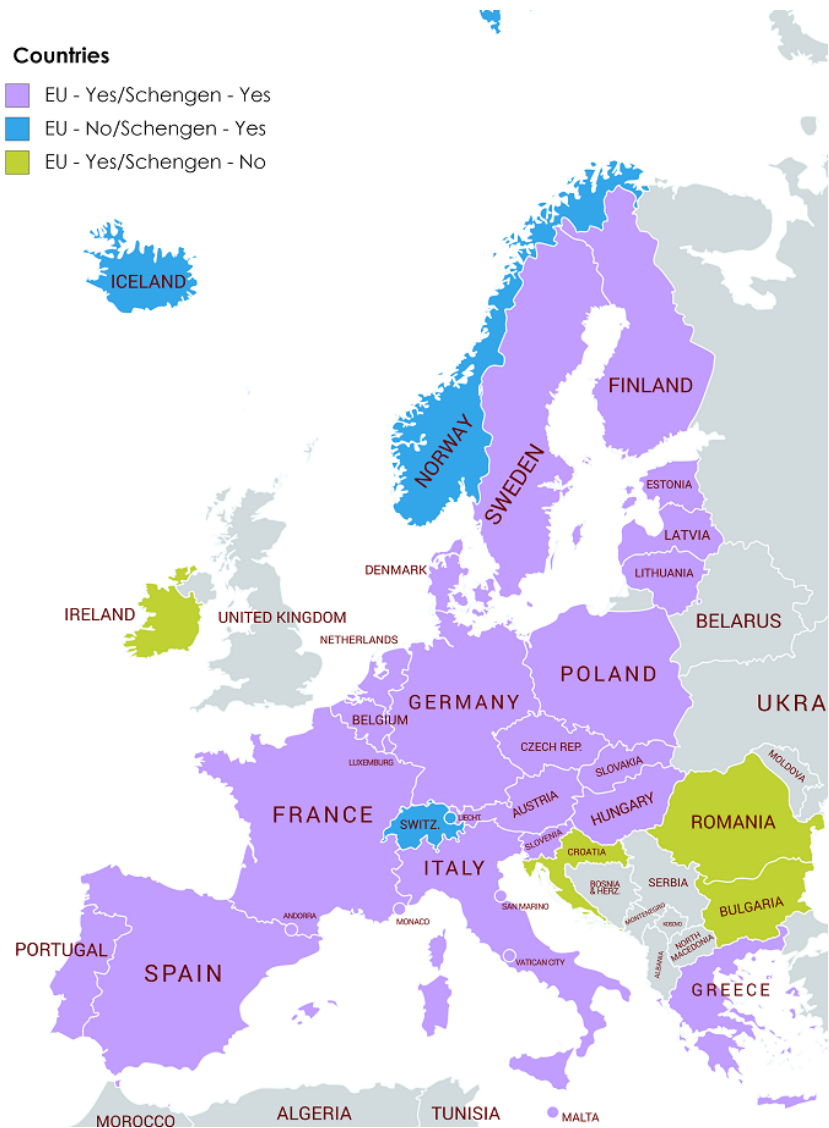 Countries
EU - Yes/Schengen - Yes
EU - No/Schengen - Yes
EU - Yes/Schengen - No
ICELAND
FINLAND
NORWAY
SWEDEN
ESTONIA
LATVIA
DENMARK
LITHUANIA
IRELAND
UNITED KINGDOM
BELARUS
NETHERLANDS
POLAND
GERMANY
UKRA
BELGIUM
CZECH REP.
LUXEMBURG
SLOVAKIA
MOLDOVA
AUSTRIA
HUNGARY
FRANCE
SWITZ.
LIECHT.
ROMANIA
SLOVENIA
CROATIA
ITALY
BOSNIA
& HERZ.
SERBIA
SAN MARINO
BULGARIA
ANDORRA
MONACO
MONTENEGRO
KOSOVO
PORTUGAL
SPAIN
VATICAN CITY
ALBANIA
NORTH
MACEDONIA
GREECE
MOROCCO
ALGERIA
TUNISIA
MALTA